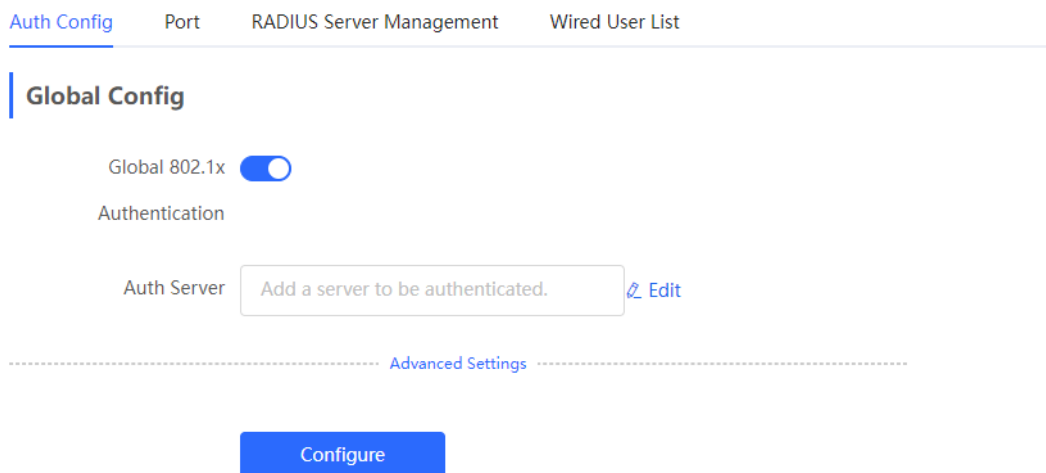 Auth Config Port RADIUS Server Management Wired User List
Global Config
Global 802.1x
Authentication
Auth Server Add a server to be authenticated. Edit
Advanced Settings
Configure